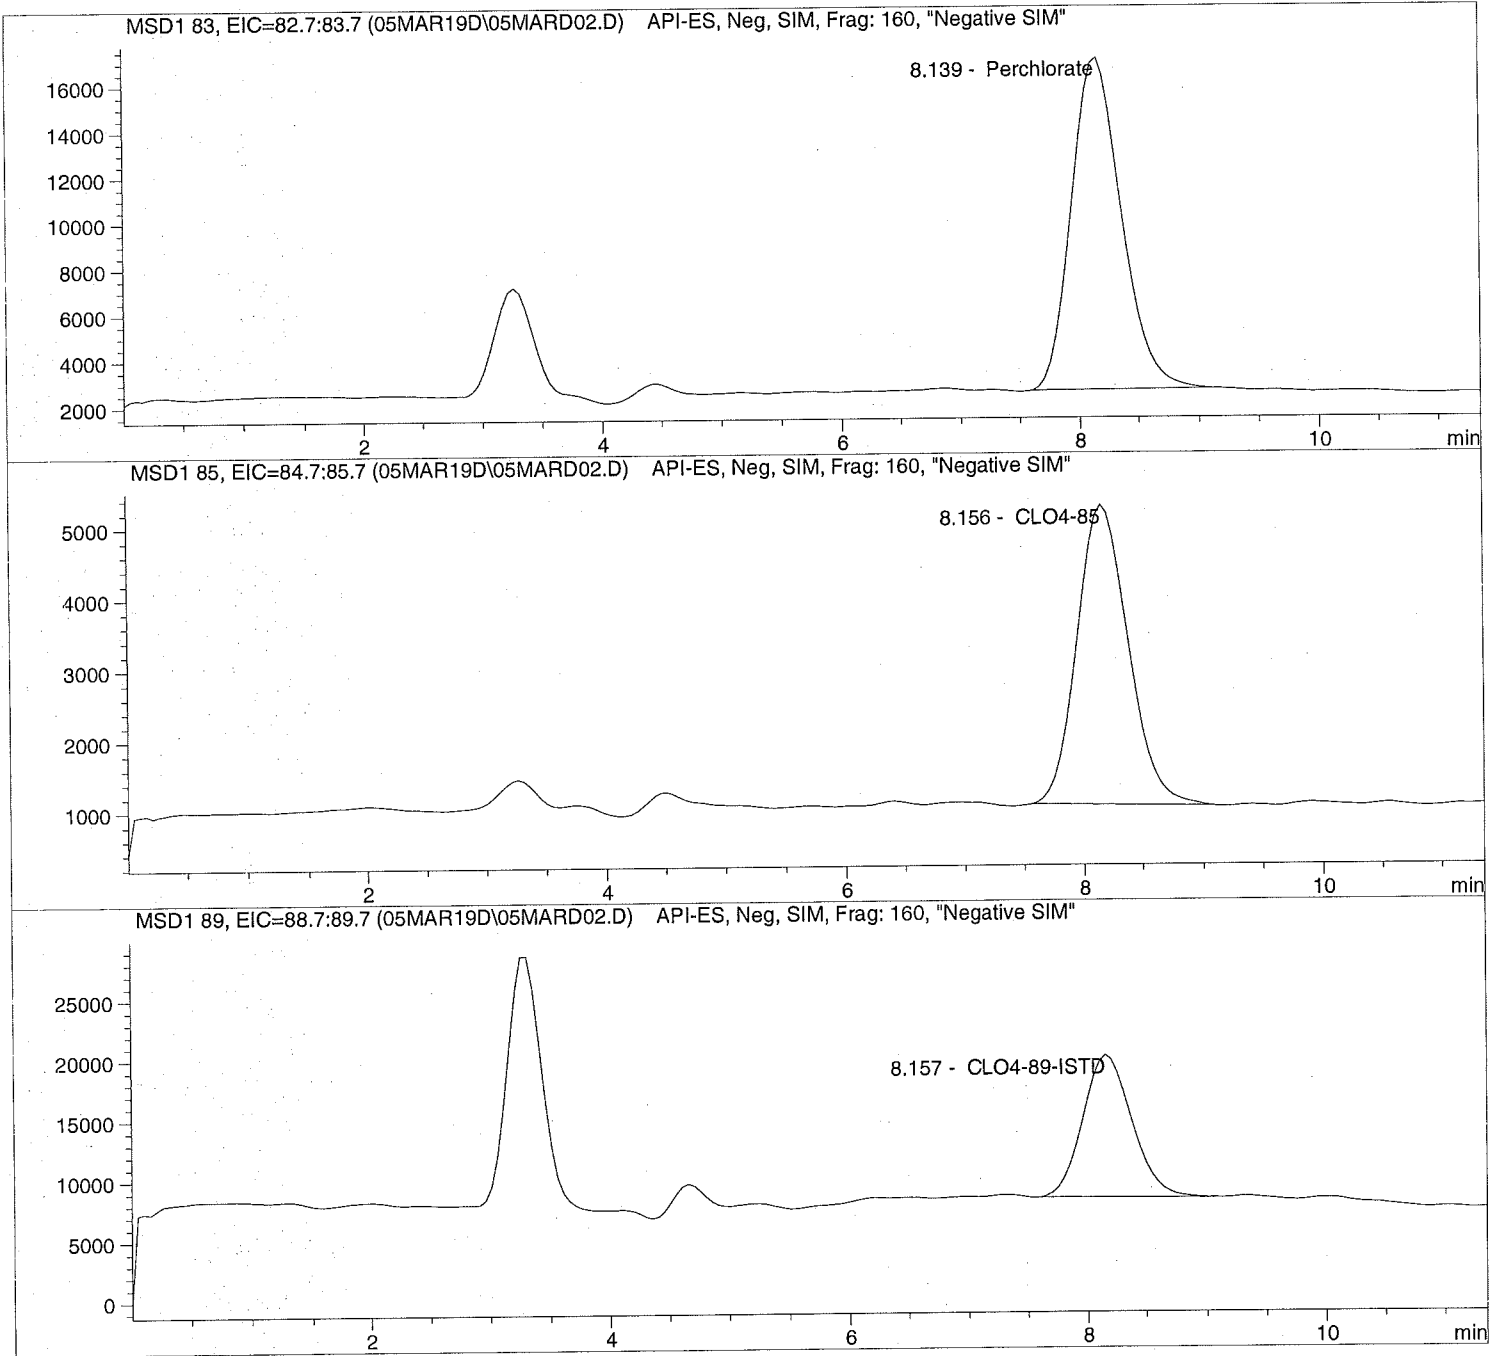 MSD1 83, EIC=82.7:83.7 (05MAR19D\05MARD02.D) API-ES, Neg, SIM, Frag: 160, "Negative SIM"
8.139 - Perchlorate
16000
14000
12000
10000
8000
6000
4000
2000
2 4 6 8 10 min
MSD1 85, EIC=84.7:85.7 (05MAR19D\05MARD02.D) API-ES, Neg, SIM, Frag: 160, "Negative SIM"
8.156 - CLO4-85
5000
4000
3000
2000
1000
2 4 6 8 10 min
MSD1 89, EIC=88.7:89.7 (05MAR19D\05MARD02.D) API-ES, Neg, SIM, Frag: 160, "Negative SIM"
25000
8.157 - CLO4-89-ISTD
20000
15000
10000
5000
0
2 4 6 8 10 min